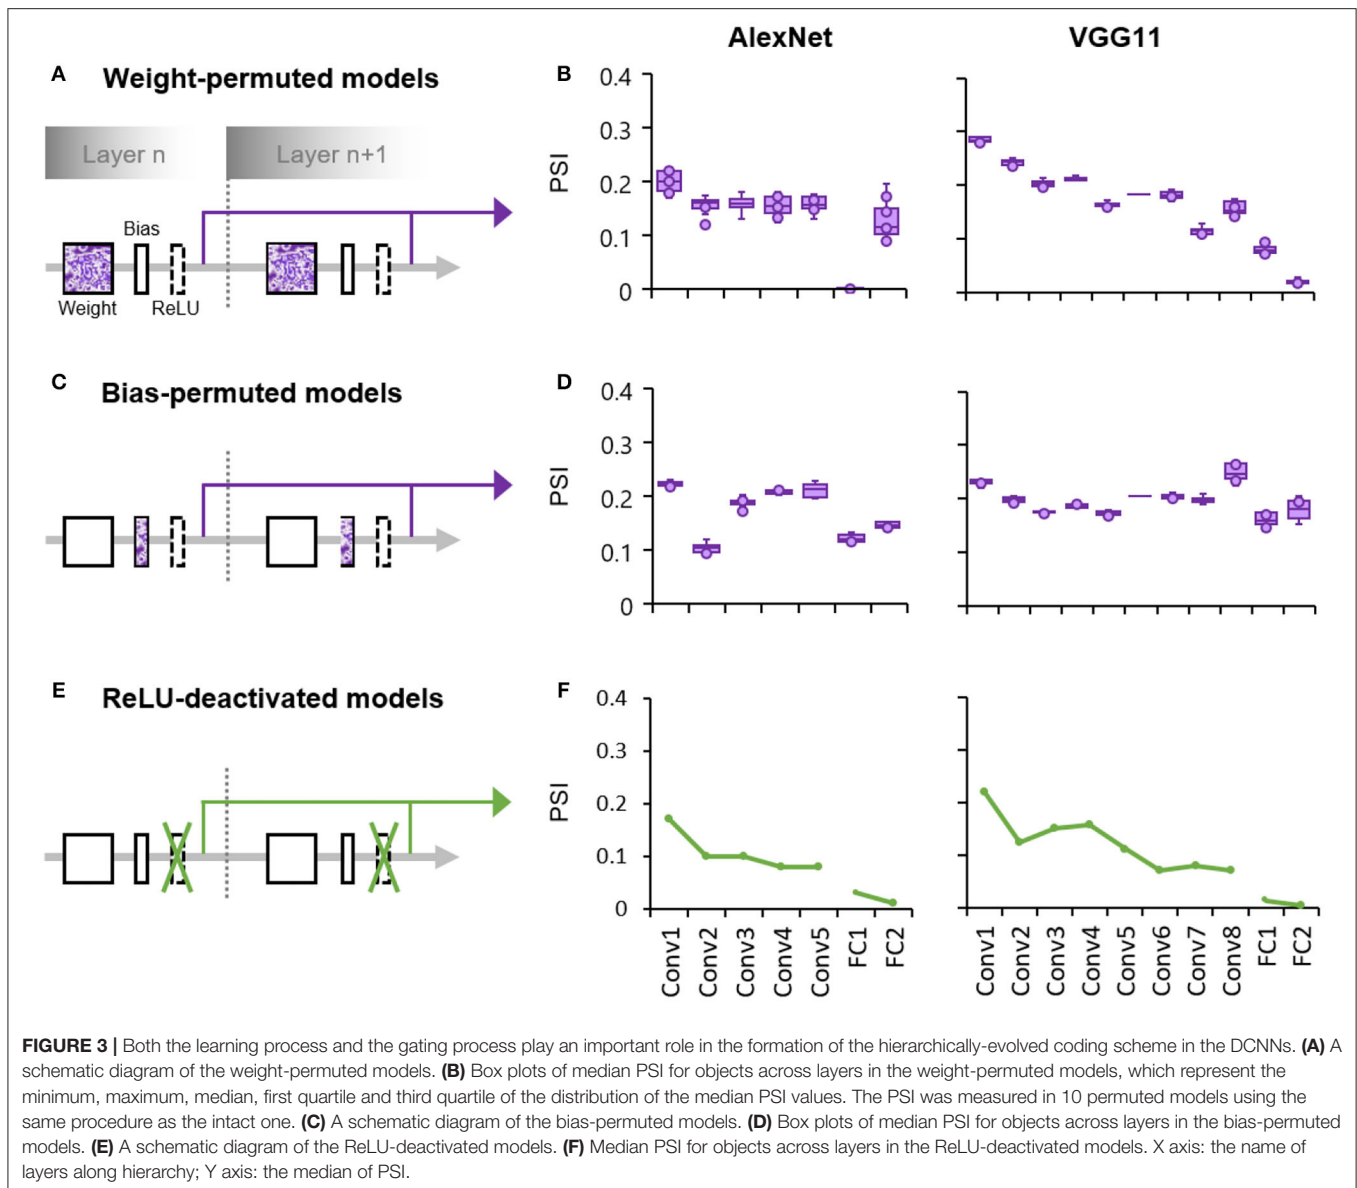 AlexNet
VGG11
A
Weight-permuted models
Layer n
Layer n+1
Bias
Weight
ReLU
B
PSI
0.4
0.3
0.2
0.1
0
C
Bias-permuted models
D
PSI
0.4
0.3
0.2
0.1
0
E
ReLU-deactivated models
F
PSI
0.4
0.3
0.2
0.1
0
Conv1
Conv2
Conv3
Conv4
Conv5
FC1
FC2
Conv1
Conv2
Conv3
Conv4
Conv5
Conv6
Conv7
Conv8
FC1
FC2
FIGURE 3 | Both the learning process and the gating process play an important role in the formation of the hierarchically-evolved coding scheme in the DCNNs. (A) A
schematic diagram of the weight-permuted models. (B) Box plots of median PSI for objects across layers in the weight-permuted models, which represent the
minimum, maximum, median, first quartile and third quartile of the distribution of the median PSI values. The PSI was measured in 10 permuted models using the
same procedure as the intact one. (C) A schematic diagram of the bias-permuted models. (D) Box plots of median PSI for objects across layers in the bias-permuted
models. (E) A schematic diagram of the ReLU-deactivated models. (F) Median PSI for objects across layers in the ReLU-deactivated models. X axis: the name of
layers along hierarchy; Y axis: the median of PSI.